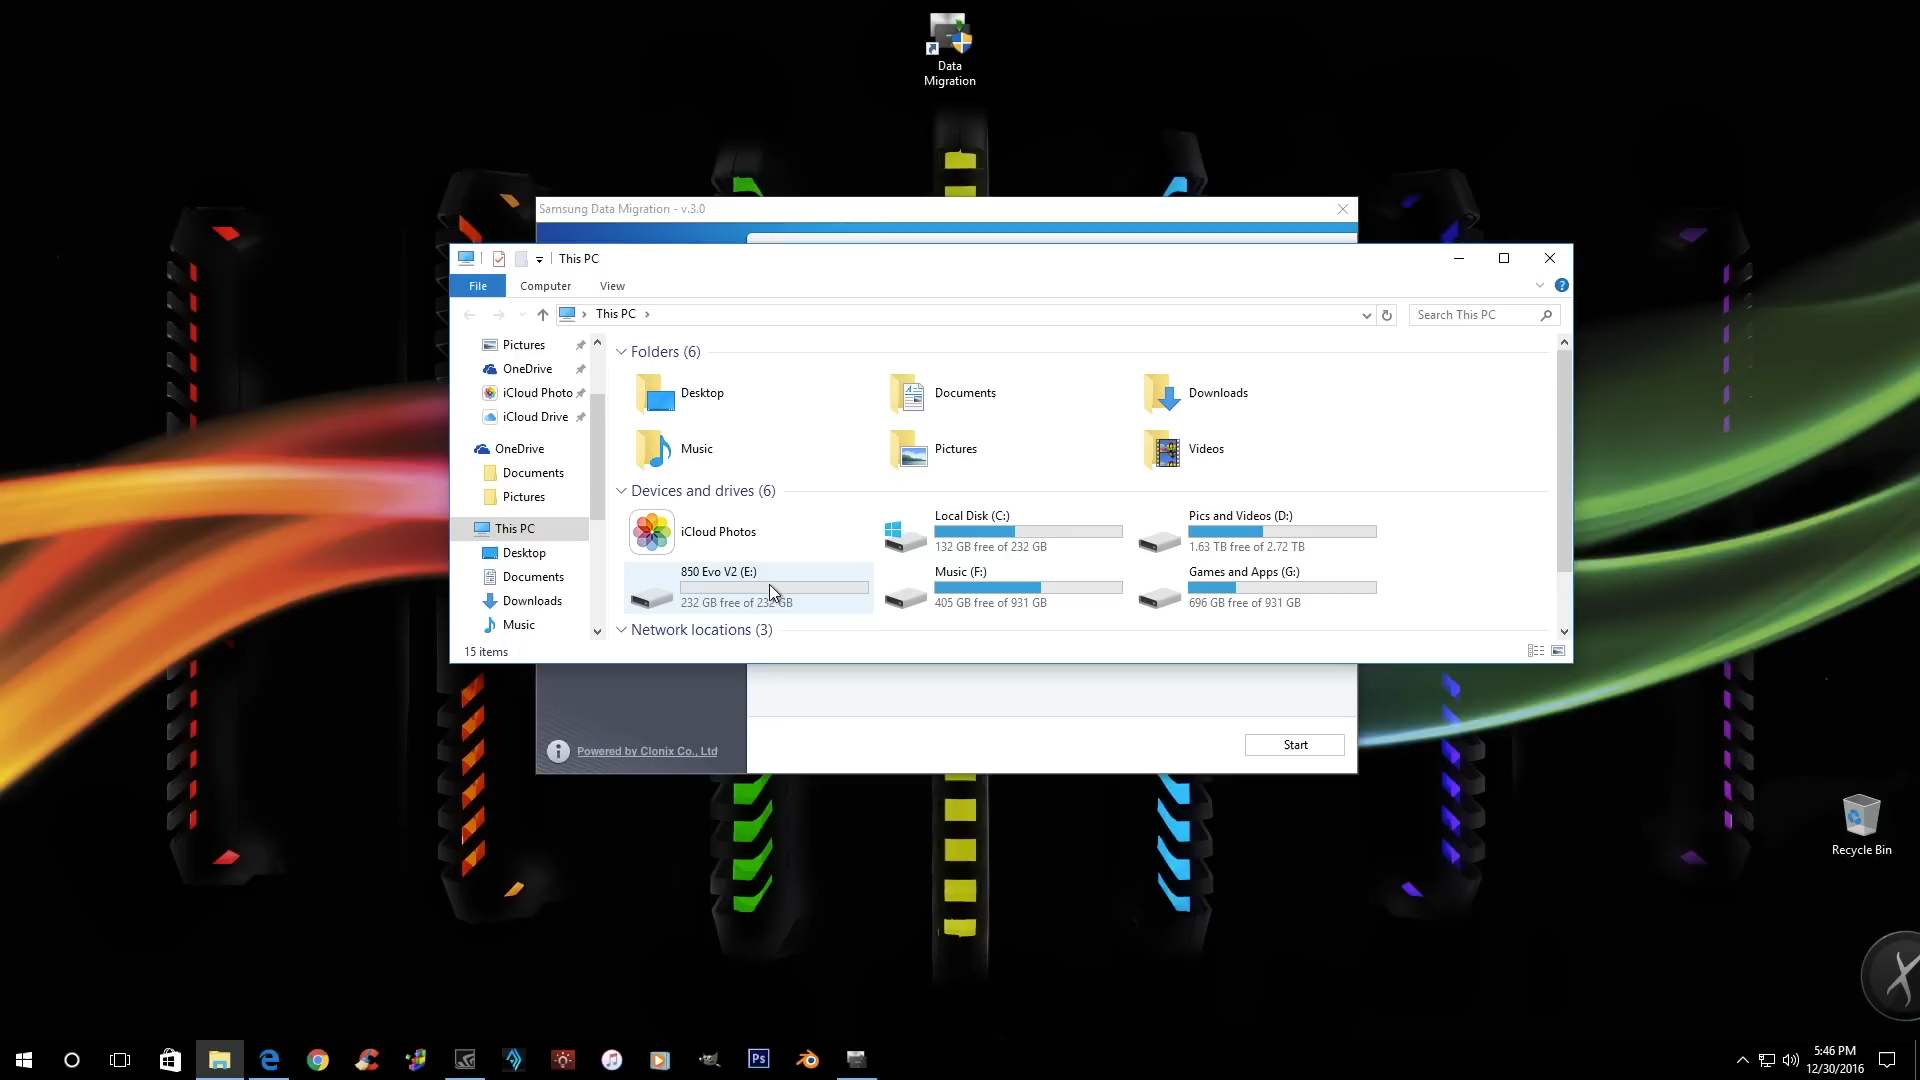 Data
Migration
Samsung Data Migration - v.3.0
This PC
File
Computer
View
This PC
Search This PC
Pictures
OneDrive
iCloud Photo
iCloud Drive
OneDrive
Documents
Pictures
This PC
Desktop
Documents
Downloads
Music
Folders (6)
Desktop
Documents
Downloads
Music
Pictures
Videos
Devices and drives (6)
iCloud Photos
Local Disk (C:)
132 GB free of 232 GB
Pics and Videos (D:)
1.63 TB free of 2.72 TB
850 Evo V2 (E:)
232 GB free of 232 GB
Music (F:)
405 GB free of 931 GB
Games and Apps (G:)
696 GB free of 931 GB
Network locations (3)
15 items
Powered by Clonix Co., Ltd
Start
Recycle Bin
Ps
5:46 PM
12/30/2016